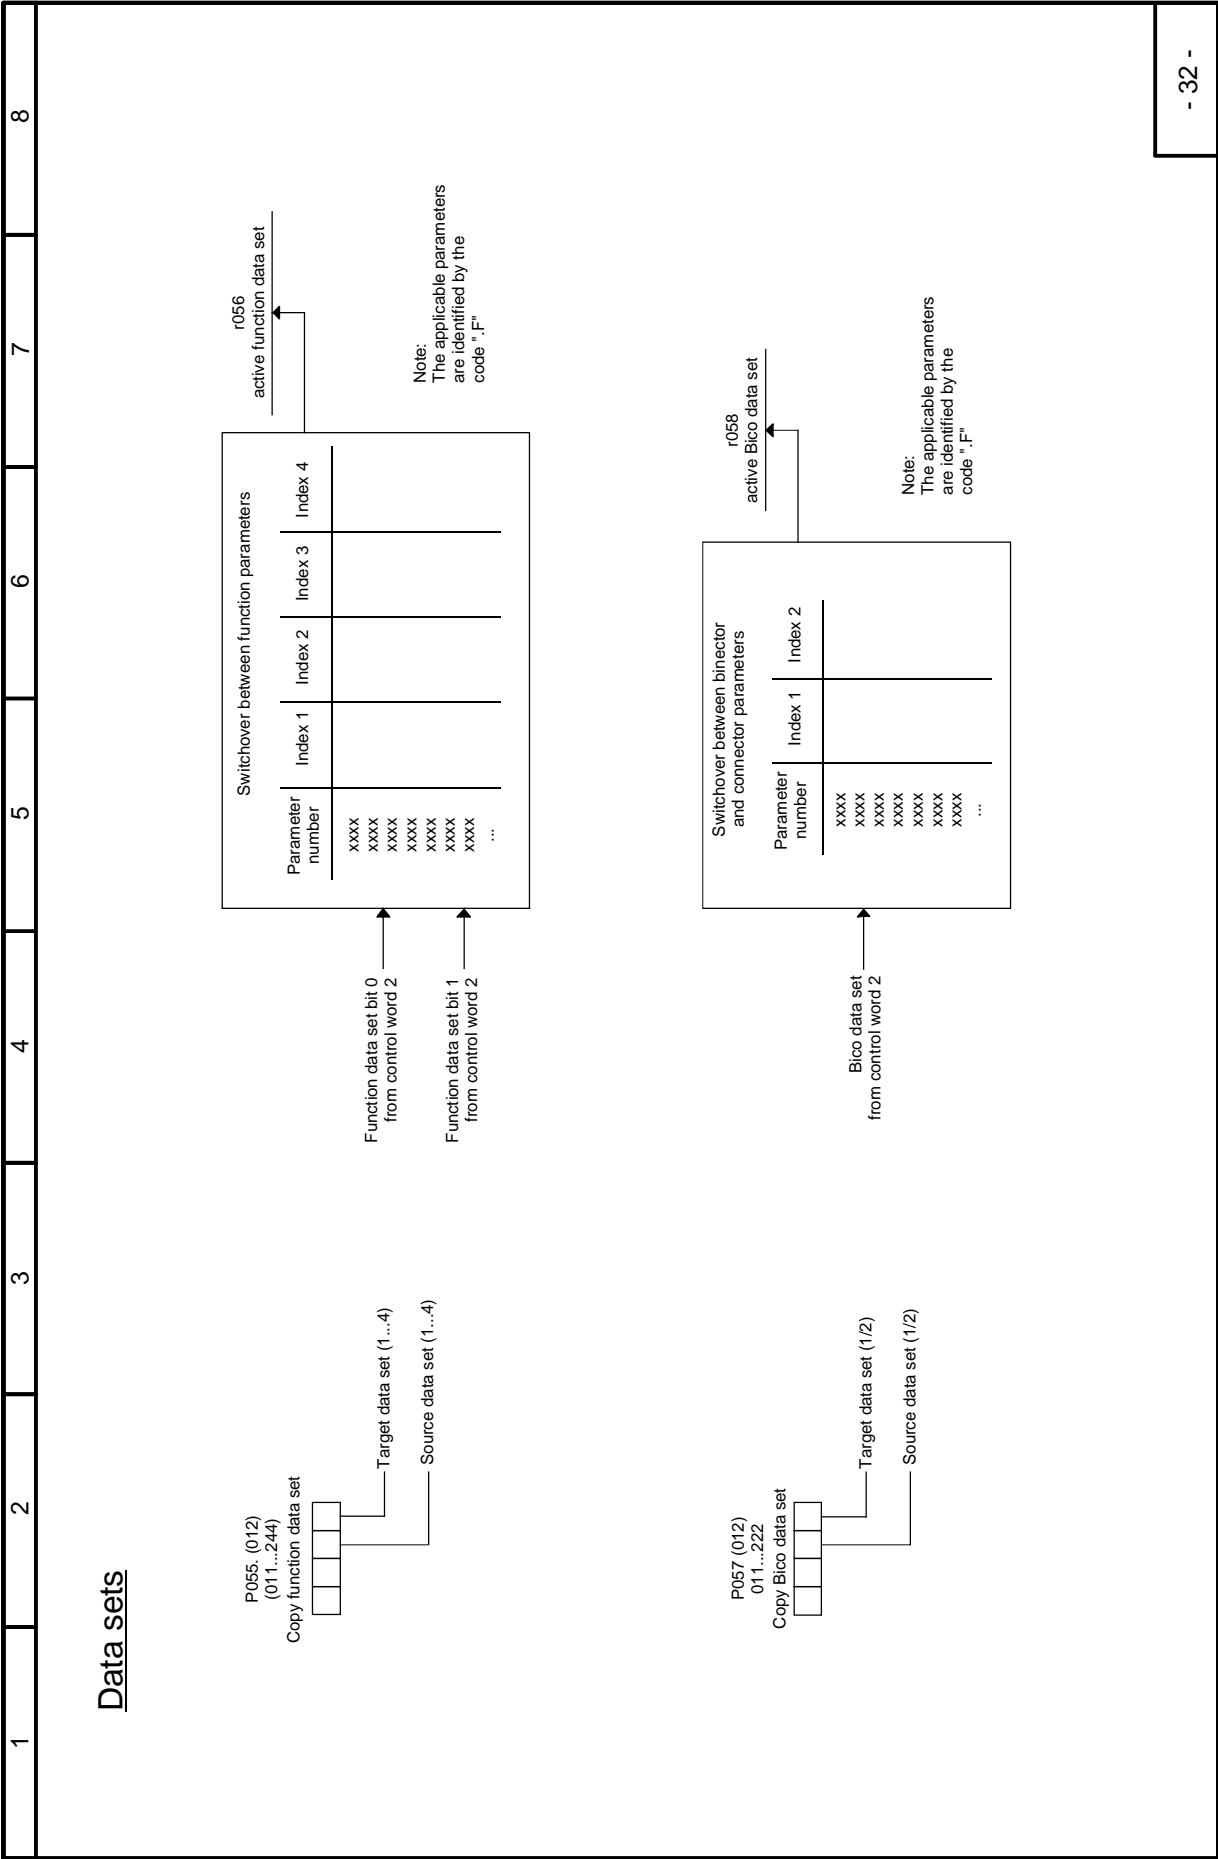 1
2
3
4
5
6
7
8
Data sets
P055. (012)
(011...244)
Copy function data set
Target data set (1...4)
Source data set (1...4)
Function data set bit 0
from control word 2
Function data set bit 1
from control word 2
Switchover between function parameters
Parameter
number
Index 1
Index 2
Index 3
Index 4
xxxx
xxxx
xxxx
xxxx
xxxx
xxxx
xxxx
...
r056
active function data set
Note:
The applicable parameters
are identified by the
code ".F"
P057 (012)
011...222
Copy Bico data set
Target data set (1/2)
Source data set (1/2)
Bico data set
from control word 2
Switchover between binector
and connector parameters
Parameter
number
Index 1
Index 2
xxxx
xxxx
xxxx
xxxx
xxxx
xxxx
xxxx
...
r058
active Bico data set
Note:
The applicable parameters
are identified by the
code ".F"
- 32 -